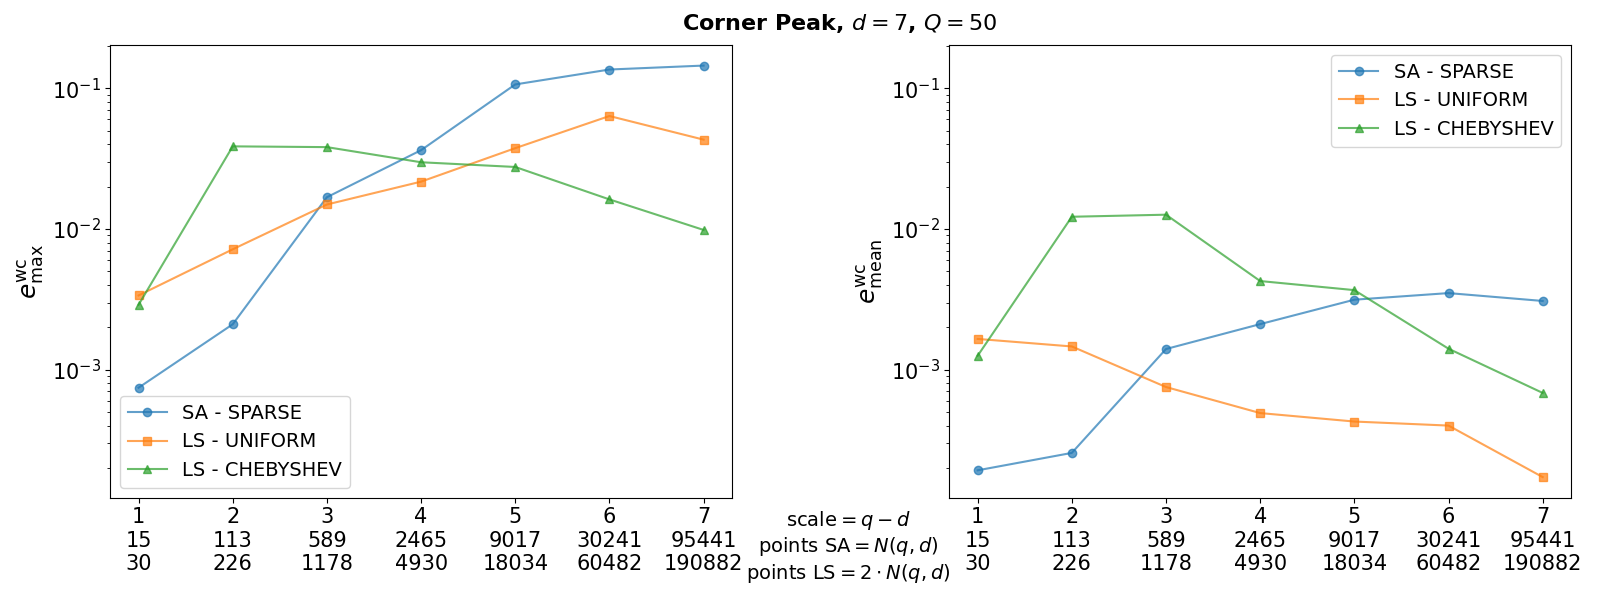 Corner Peak, d = 7, Q = 50
e_max^wc
10^-1
10^-2
10^-3
SA - SPARSE
LS - UNIFORM
LS - CHEBYSHEV
1 2 3 4 5 6 7
15 113 589 2465 9017 30241 95441
30 226 1178 4930 18034 60482 190882
scale = q − d
points SA = N(q, d)
points LS = 2 · N(q, d)
e_mean^wc
10^-1
10^-2
10^-3
SA - SPARSE
LS - UNIFORM
LS - CHEBYSHEV
1 2 3 4 5 6 7
15 113 589 2465 9017 30241 95441
30 226 1178 4930 18034 60482 190882